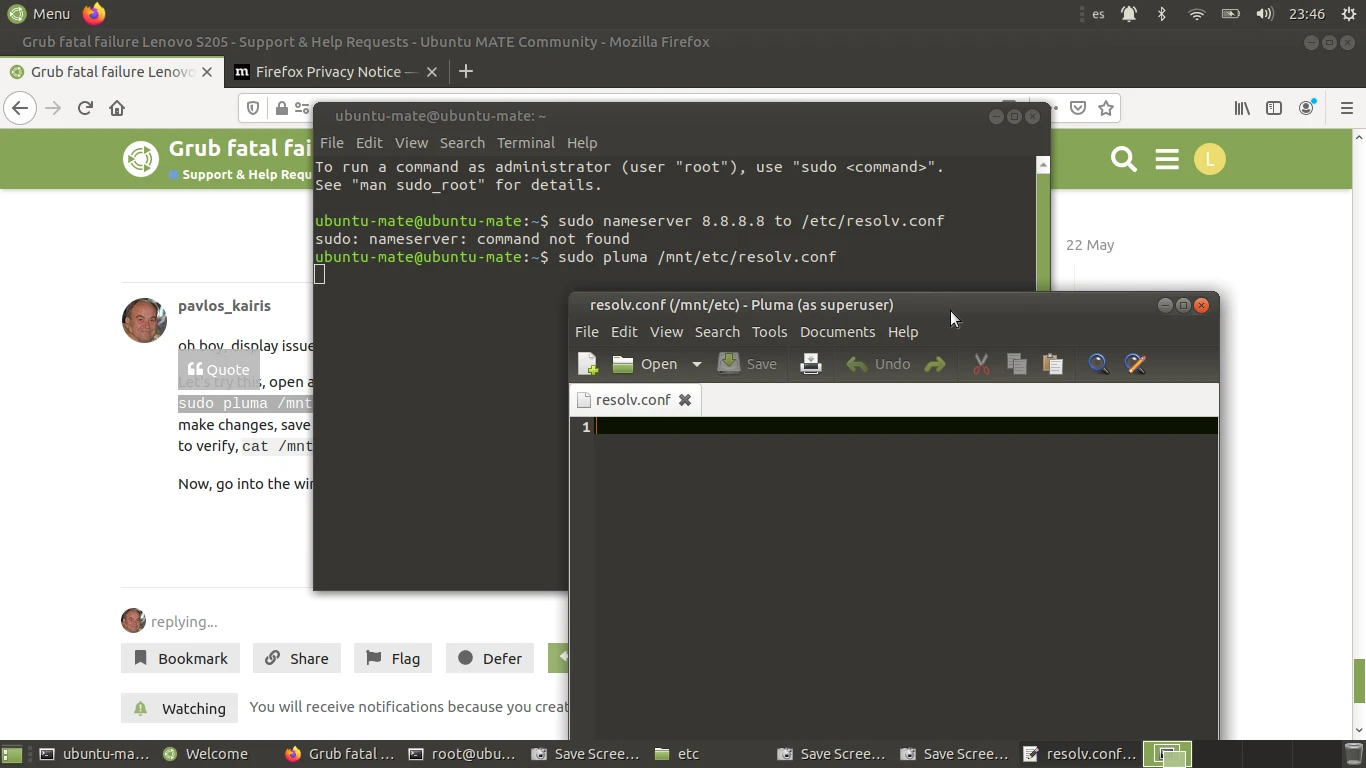 Menu
es
23:46
Grub fatal failure Lenovo S205 - Support & Help Requests - Ubuntu MATE Community - Mozilla Firefox
Grub fatal failure Lenovo
m Firefox Privacy Notice —
ubuntu-mate@ubuntu-mate: ~
File Edit View Search Terminal Help
Grub fatal fai
Support & Help Requ
L
To run a command as administrator (user "root"), use "sudo <command>".
See "man sudo_root" for details.
ubuntu-mate@ubuntu-mate:~$ sudo nameserver 8.8.8.8 to /etc/resolv.conf
sudo: nameserver: command not found
ubuntu-mate@ubuntu-mate:~$ sudo pluma /mnt/etc/resolv.conf
22 May
pavlos_kairis
oh boy, display issue
Quote
Let's try this, open a
sudo pluma /mnt
make changes, save
to verify, cat /mnt
Now, go into the wi
resolv.conf (/mnt/etc) - Pluma (as superuser)
File Edit View Search Tools Documents Help
Open Save Undo
resolv.conf
1
replying...
Bookmark Share Flag Defer
Watching You will receive notifications because you creat
ubuntu-ma... Welcome Grub fatal ... root@ubu... Save Scree... etc Save Scree... Save Scree... resolv.conf...